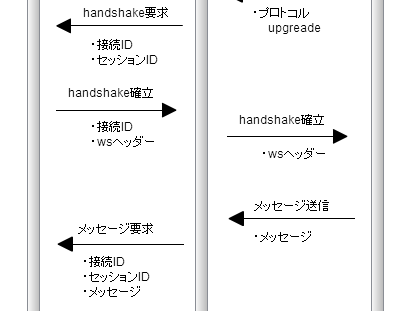 handshake要求
・プロトコル
upgreade
・接続ID
・セッションID
handshake確立
・接続ID
・wsヘッダー
handshake確立
・wsヘッダー
メッセージ送信
・メッセージ
メッセージ要求
・接続ID
・セッションID
・メッセージ